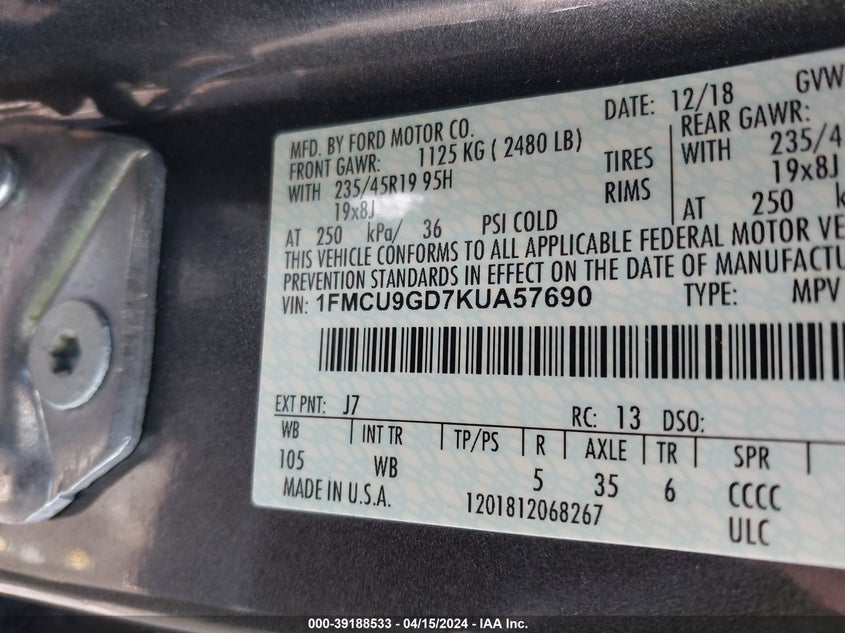 DATE: 12/18 GVW
MFD. BY FORD MOTOR CO.
FRONT GAWR: 1125 KG ( 2480 LB) REAR GAWR:
WITH 235/45R19 95H TIRES WITH 235/4
19x8J RIMS 19x8J
AT 250 kPa/ 36 PSI COLD AT 250 k
THIS VEHICLE CONFORMS TO ALL APPLICABLE FEDERAL MOTOR VE
PREVENTION STANDARDS IN EFFECT ON THE DATE OF MANUFACTU
VIN: 1FMCU9GD7KUA57690 TYPE: MPV
EXT PNT: J7 RC: 13 DSO:
WB INT TR TP/PS R AXLE TR SPR
105 WB 5 35 6 CCCC
MADE IN U.S.A. 1201812068267 ULC
000-39188533 - 04/15/2024 - IAA Inc.